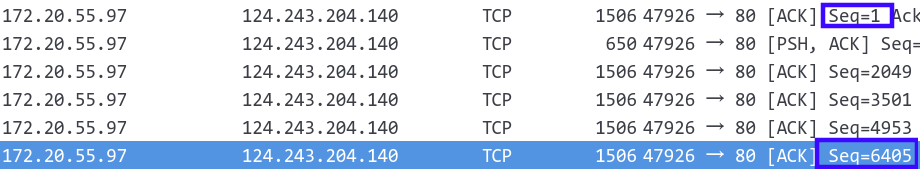 172.20.55.97 124.243.204.140 TCP 1506 47926 → 80 [ACK] Seq=1 Ack
172.20.55.97 124.243.204.140 TCP 650 47926 → 80 [PSH, ACK] Seq=
172.20.55.97 124.243.204.140 TCP 1506 47926 → 80 [ACK] Seq=2049
172.20.55.97 124.243.204.140 TCP 1506 47926 → 80 [ACK] Seq=3501
172.20.55.97 124.243.204.140 TCP 1506 47926 → 80 [ACK] Seq=4953
172.20.55.97 124.243.204.140 TCP 1506 47926 → 80 [ACK] Seq=6405